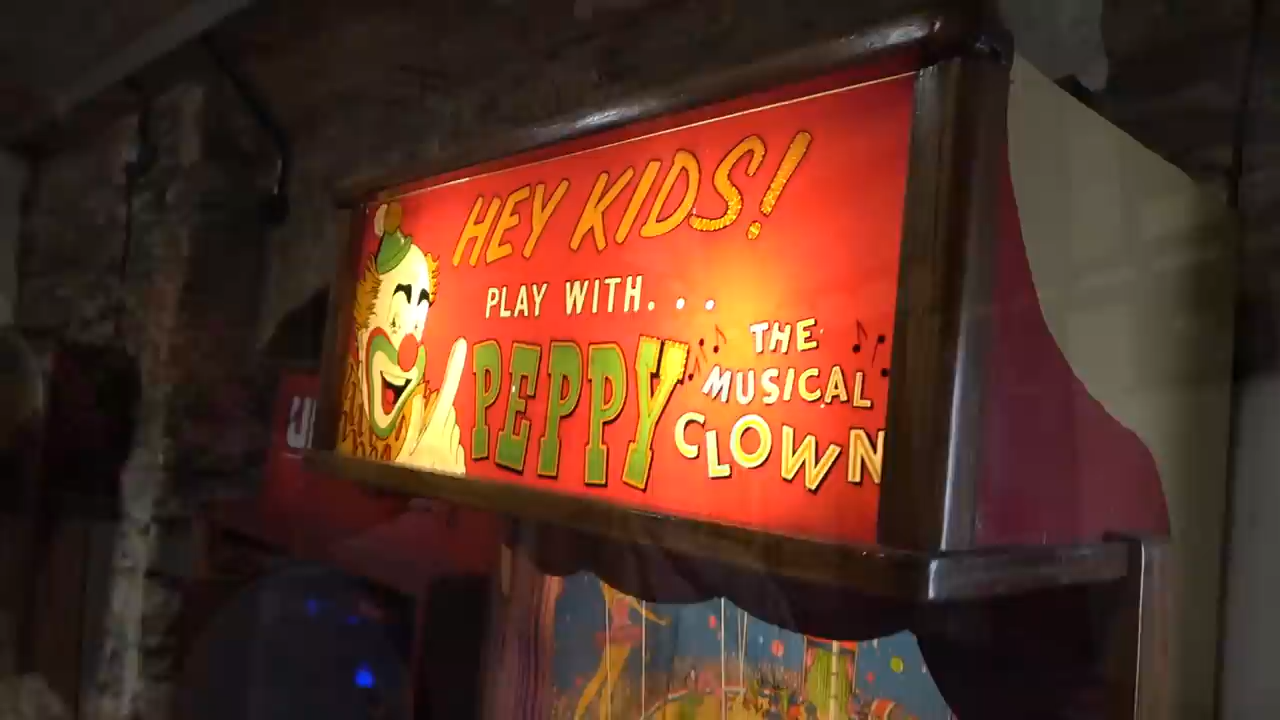 HEY KIDS!
PLAY WITH...
PEPPY
THE
MUSICAL
CLOWN